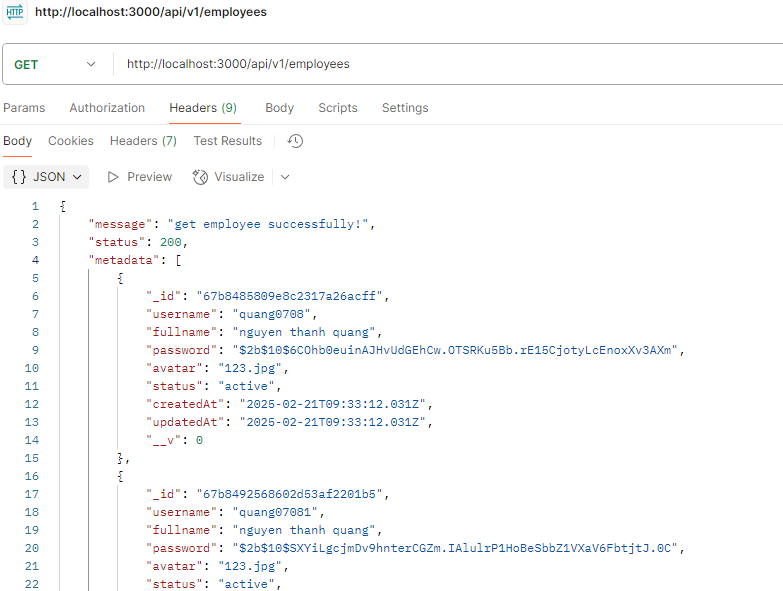 HTTP http://localhost:3000/api/v1/employees
GET http://localhost:3000/api/v1/employees
Params Authorization Headers (9) Body Scripts Settings
Body Cookies Headers (7) Test Results
{} JSON Preview Visualize
1 {
2 "message": "get employee successfully!",
3 "status": 200,
4 "metadata": [
5 {
6 "_id": "67b8485809e8c2317a26acff",
7 "username": "quang0708",
8 "fullname": "nguyen thanh quang",
9 "password": "$2b$10$6COhb0euinAJHvUdGEhCw.OTSRKu5Bb.rE15CjotyLcEnoxXv3AXm",
10 "avatar": "123.jpg",
11 "status": "active",
12 "createdAt": "2025-02-21T09:33:12.031Z",
13 "updatedAt": "2025-02-21T09:33:12.031Z",
14 "__v": 0
15 },
16 {
17 "_id": "67b8492568602d53af2201b5",
18 "username": "quang07081",
19 "fullname": "nguyen thanh quang",
20 "password": "$2b$10$SXYiLgcjmDv9hnterCGZm.IAlulrP1HoBeSbbZ1VXaV6FbtjtJ.0C",
21 "avatar": "123.jpg",
22 "status": "active",